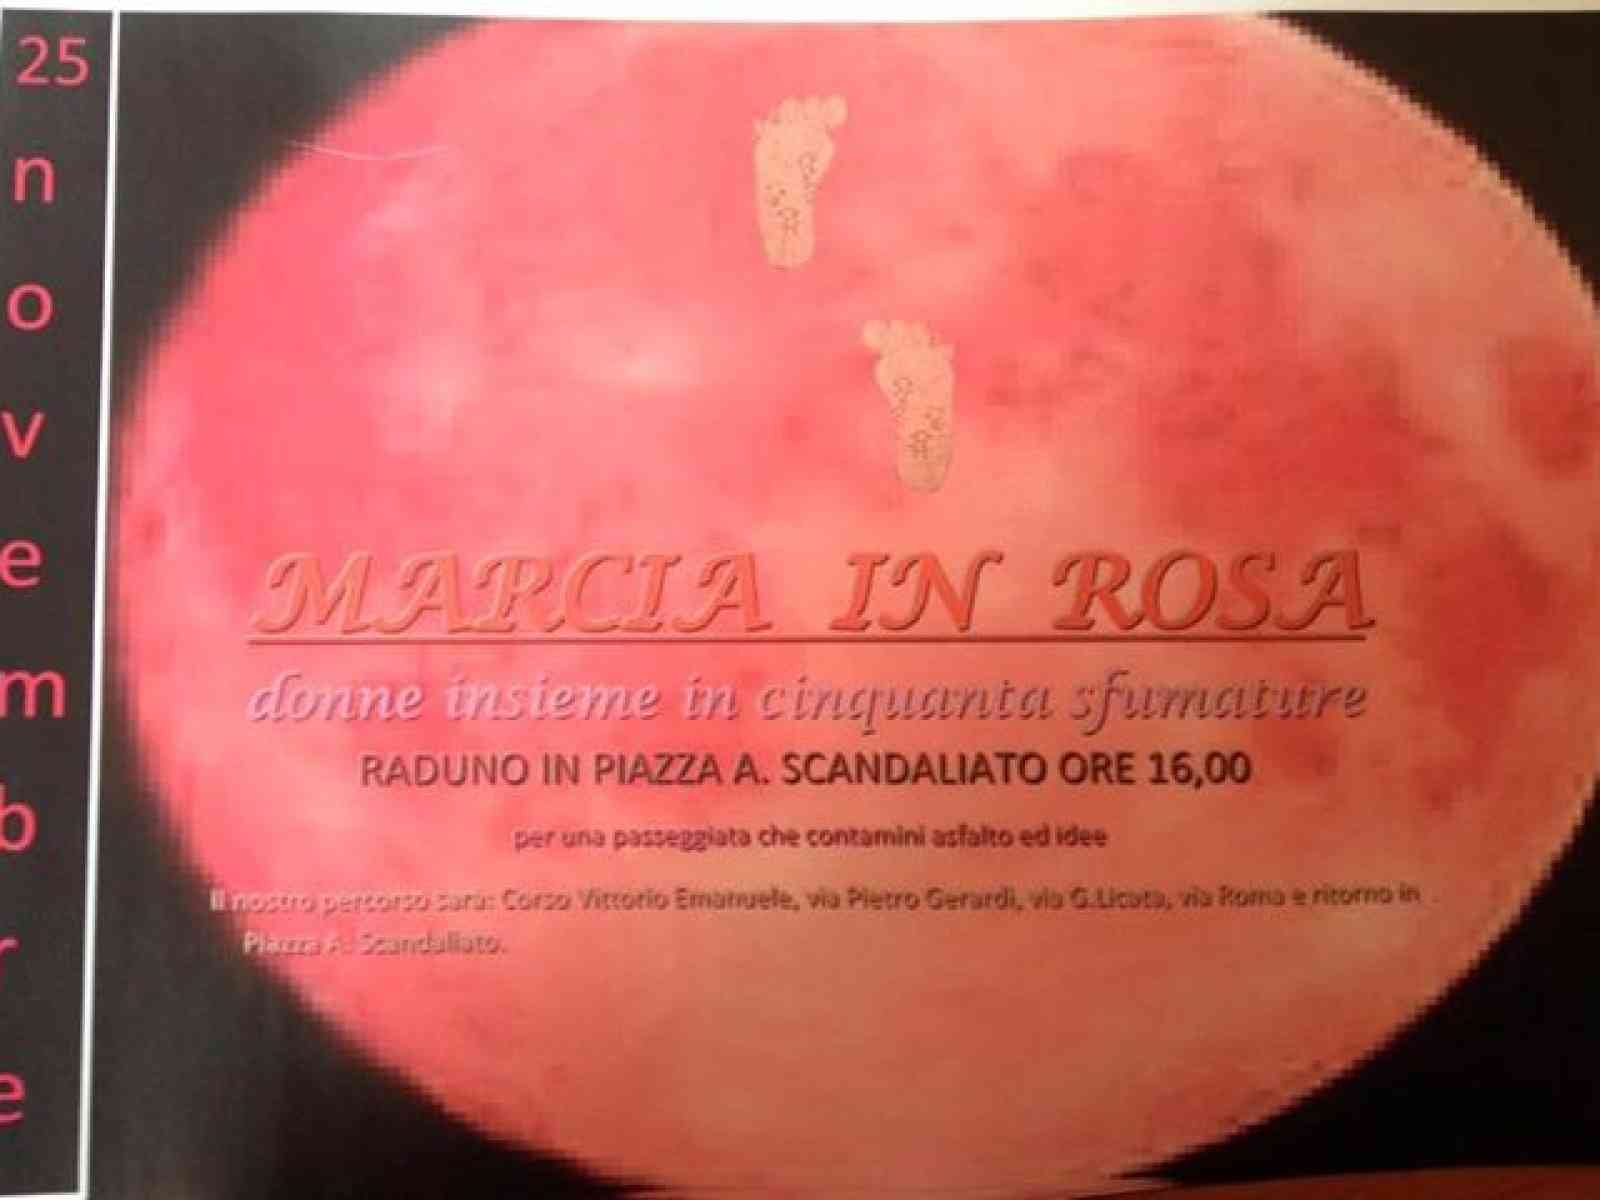 25
n
o
v
e
m
b
r
e
MARCIA IN ROSA
donne insieme in cinquanta sfumature
RADUNO IN PIAZZA A. SCANDALIATO ORE 16,00
per una passeggiata che contamini asfalto ed idee
Il nostro percorso sarà: Corso Vittorio Emanuele, via Pietro Gerardi, via G.Licata, via Roma e ritorno in
Piazza A. Scandaliato.